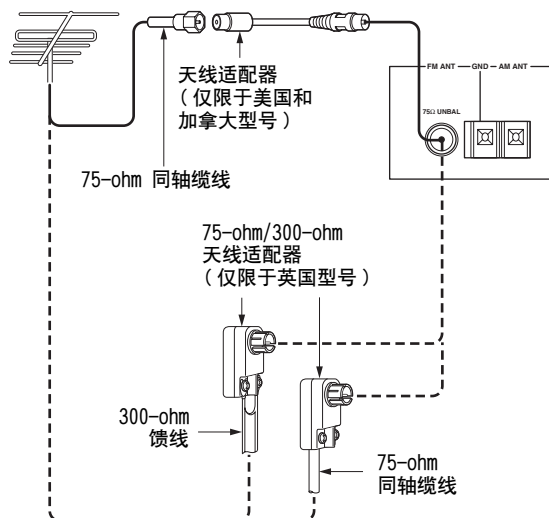 天线适配器
（仅限于美国和
加拿大型号）
FM ANT GND AM ANT
75Ω UNBAL
75-ohm 同轴缆线
75-ohm/300-ohm
天线适配器
（仅限于英国型号）
300-ohm
馈线
75-ohm
同轴缆线